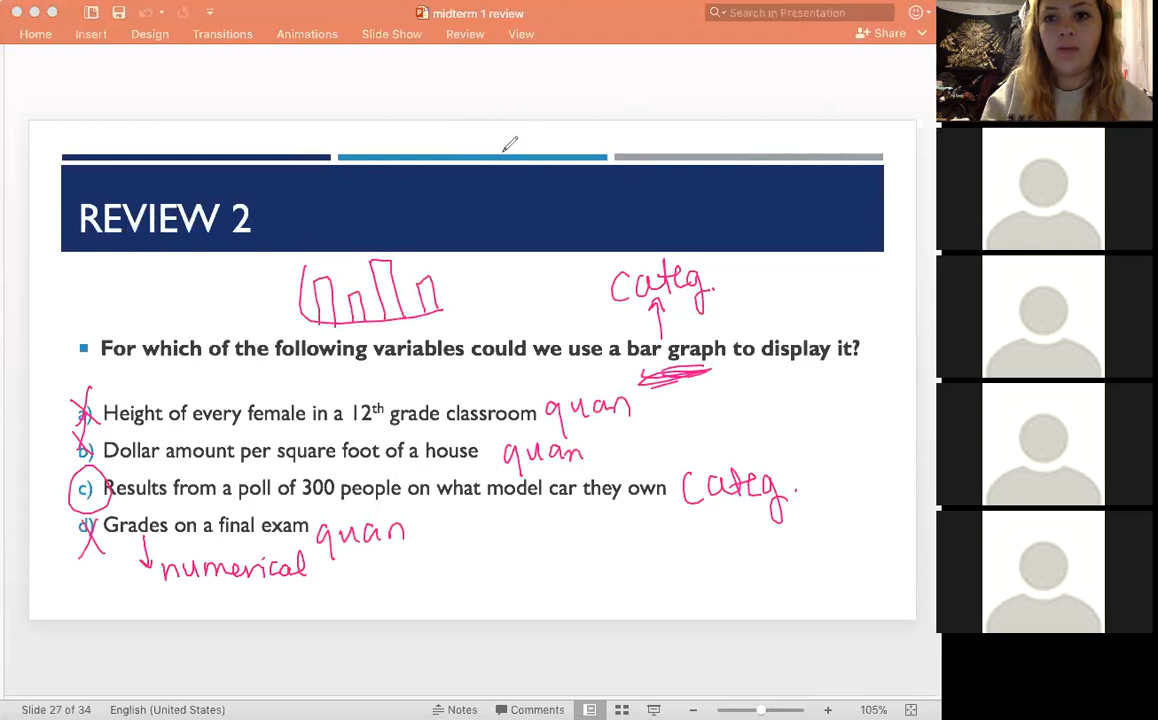 midterm 1 review
Search in Presentation
Home Insert Design Transitions Animations Slide Show Review View
Share
REVIEW 2
categ.
For which of the following variables could we use a bar graph to display it?
a) Height of every female in a 12th grade classroom quan
b) Dollar amount per square foot of a house quan
c) Results from a poll of 300 people on what model car they own categ.
d) Grades on a final exam quan
numerical
Slide 27 of 34 English (United States) Notes Comments 105%